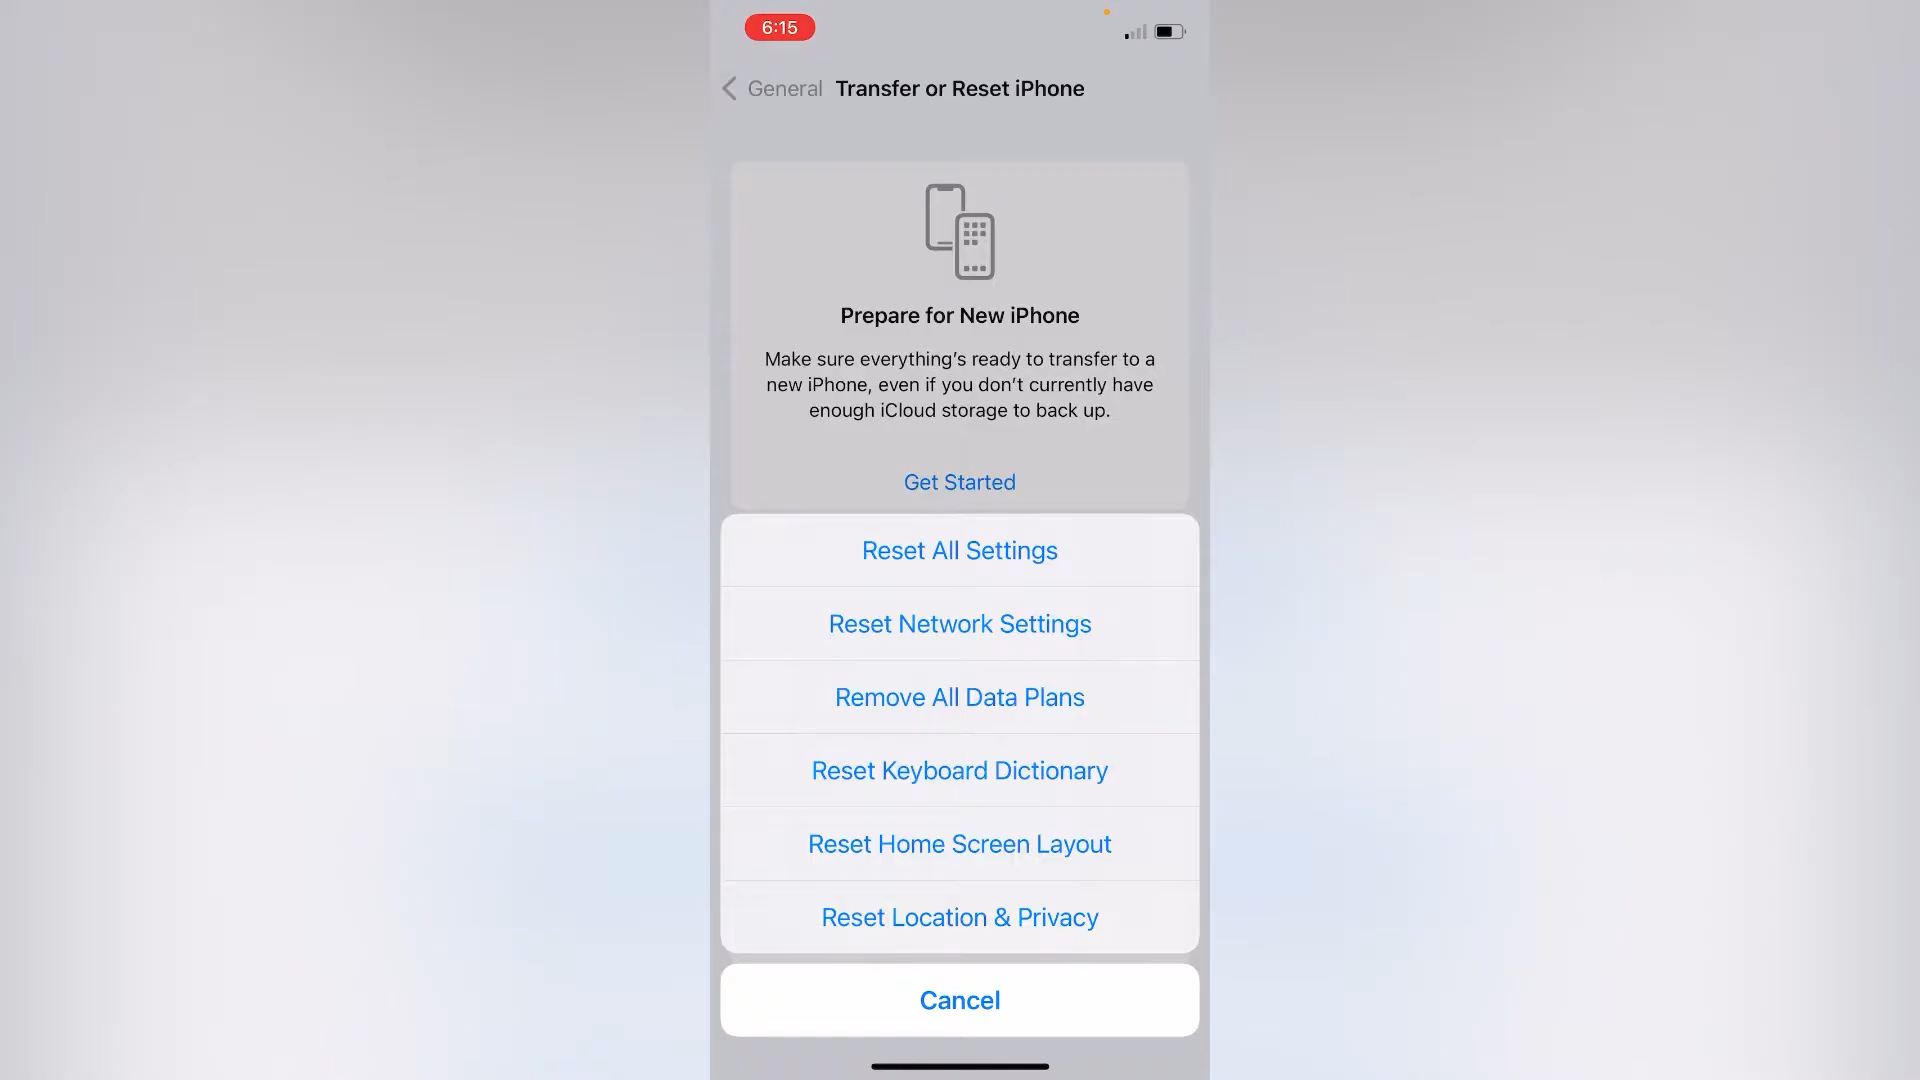 6:15
General Transfer or Reset iPhone
Prepare for New iPhone
Make sure everything's ready to transfer to a
new iPhone, even if you don't currently have
enough iCloud storage to back up.
Get Started
Reset All Settings
Reset Network Settings
Remove All Data Plans
Reset Keyboard Dictionary
Reset Home Screen Layout
Reset Location & Privacy
Cancel